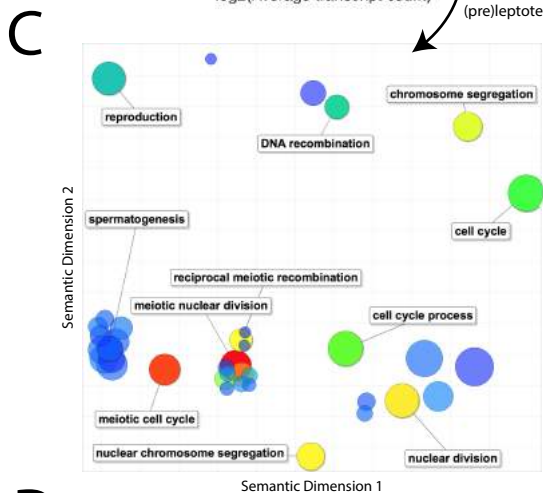 (pre)leptote
C
chromosome segregation
reproduction
DNA recombination
spermatogenesis
cell cycle
reciprocal meiotic recombination
meiotic nuclear division
cell cycle process
meiotic cell cycle
nuclear chromosome segregation
nuclear division
Semantic Dimension 2
Semantic Dimension 1